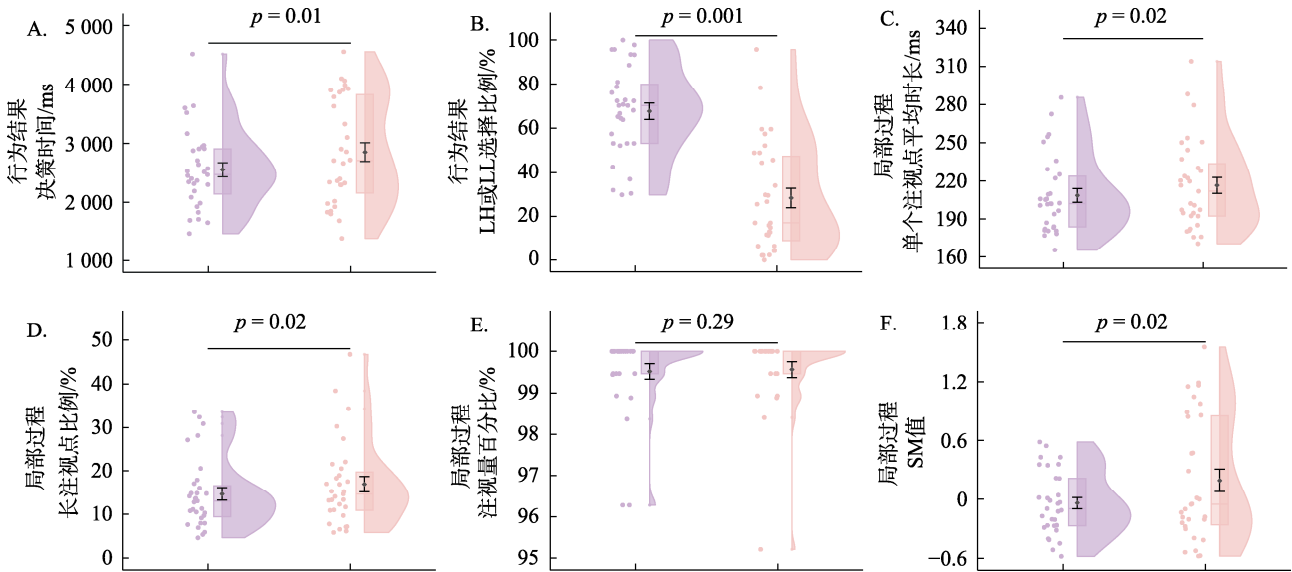 A.
p = 0.01
行为结果
决策时间/ms
5 000
4 000
3 000
2 000
1 000
B.
p = 0.001
行为结果
LH或LL选择比例/%
100
80
60
40
20
0
C.
p = 0.02
局部过程
单个注视点平均时长/ms
340
310
280
250
220
190
160
D.
p = 0.02
局部过程
长注视点比例/%
50
40
30
20
10
0
E.
p = 0.29
局部过程
注视量百分比/%
100
99
98
97
96
95
F.
p = 0.02
局部过程
SM值
1.8
1.2
0.6
0
−0.6